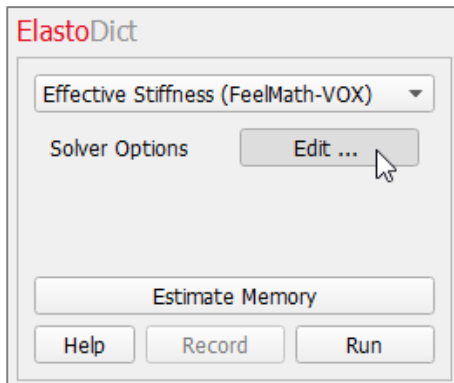 ElastoDict
Effective Stiffness (FeelMath-VOX)
Solver Options Edit ...
Estimate Memory
Help Record Run